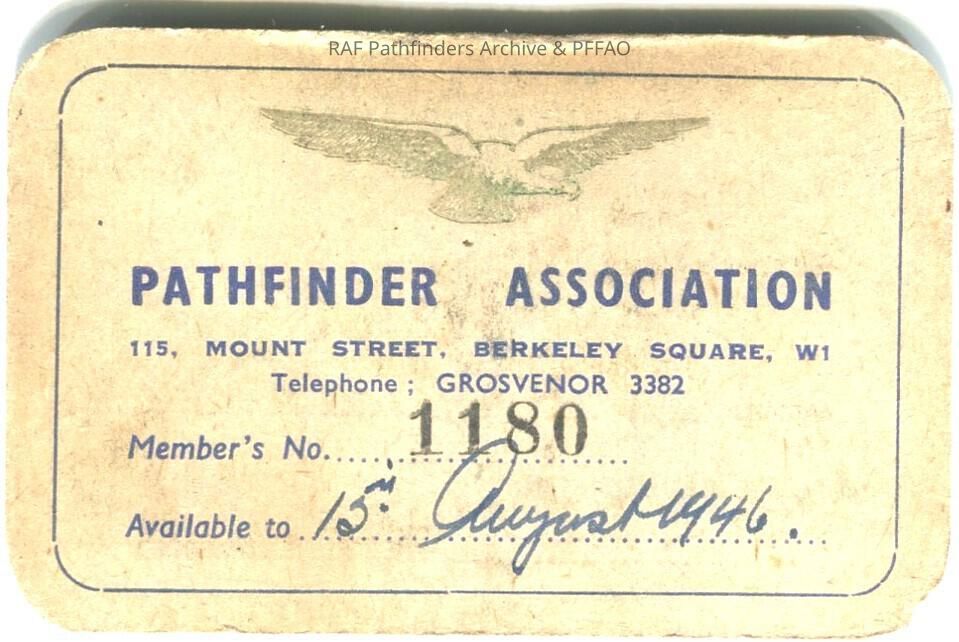 RAF Pathfinders Archive & PFFAO
PATHFINDER ASSOCIATION
115, MOUNT STREET, BERKELEY SQUARE, W1
Telephone ; GROSVENOR 3382
Member's No. 1180
Available to 15th August 1946.